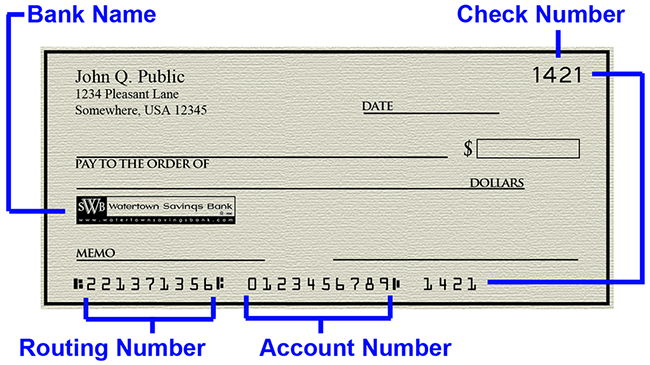 Bank Name
Check Number
John Q. Public
1421
1234 Pleasant Lane
Somewhere, USA 12345
DATE
$
PAY TO THE ORDER OF
DOLLARS
SWB Watertown Savings Bank
www.watertownsavingsbank.com
MEMO
⑆221371356⑆ 0123456789⑈ 1421
Routing Number
Account Number